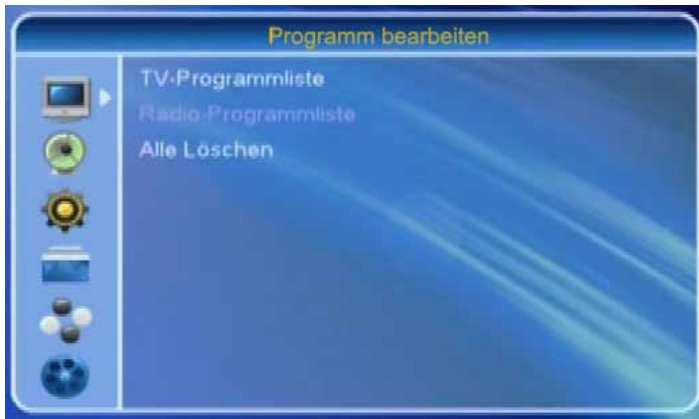 Programm bearbeiten
TV-Programmliste
Radio-Programmliste
Alle Löschen